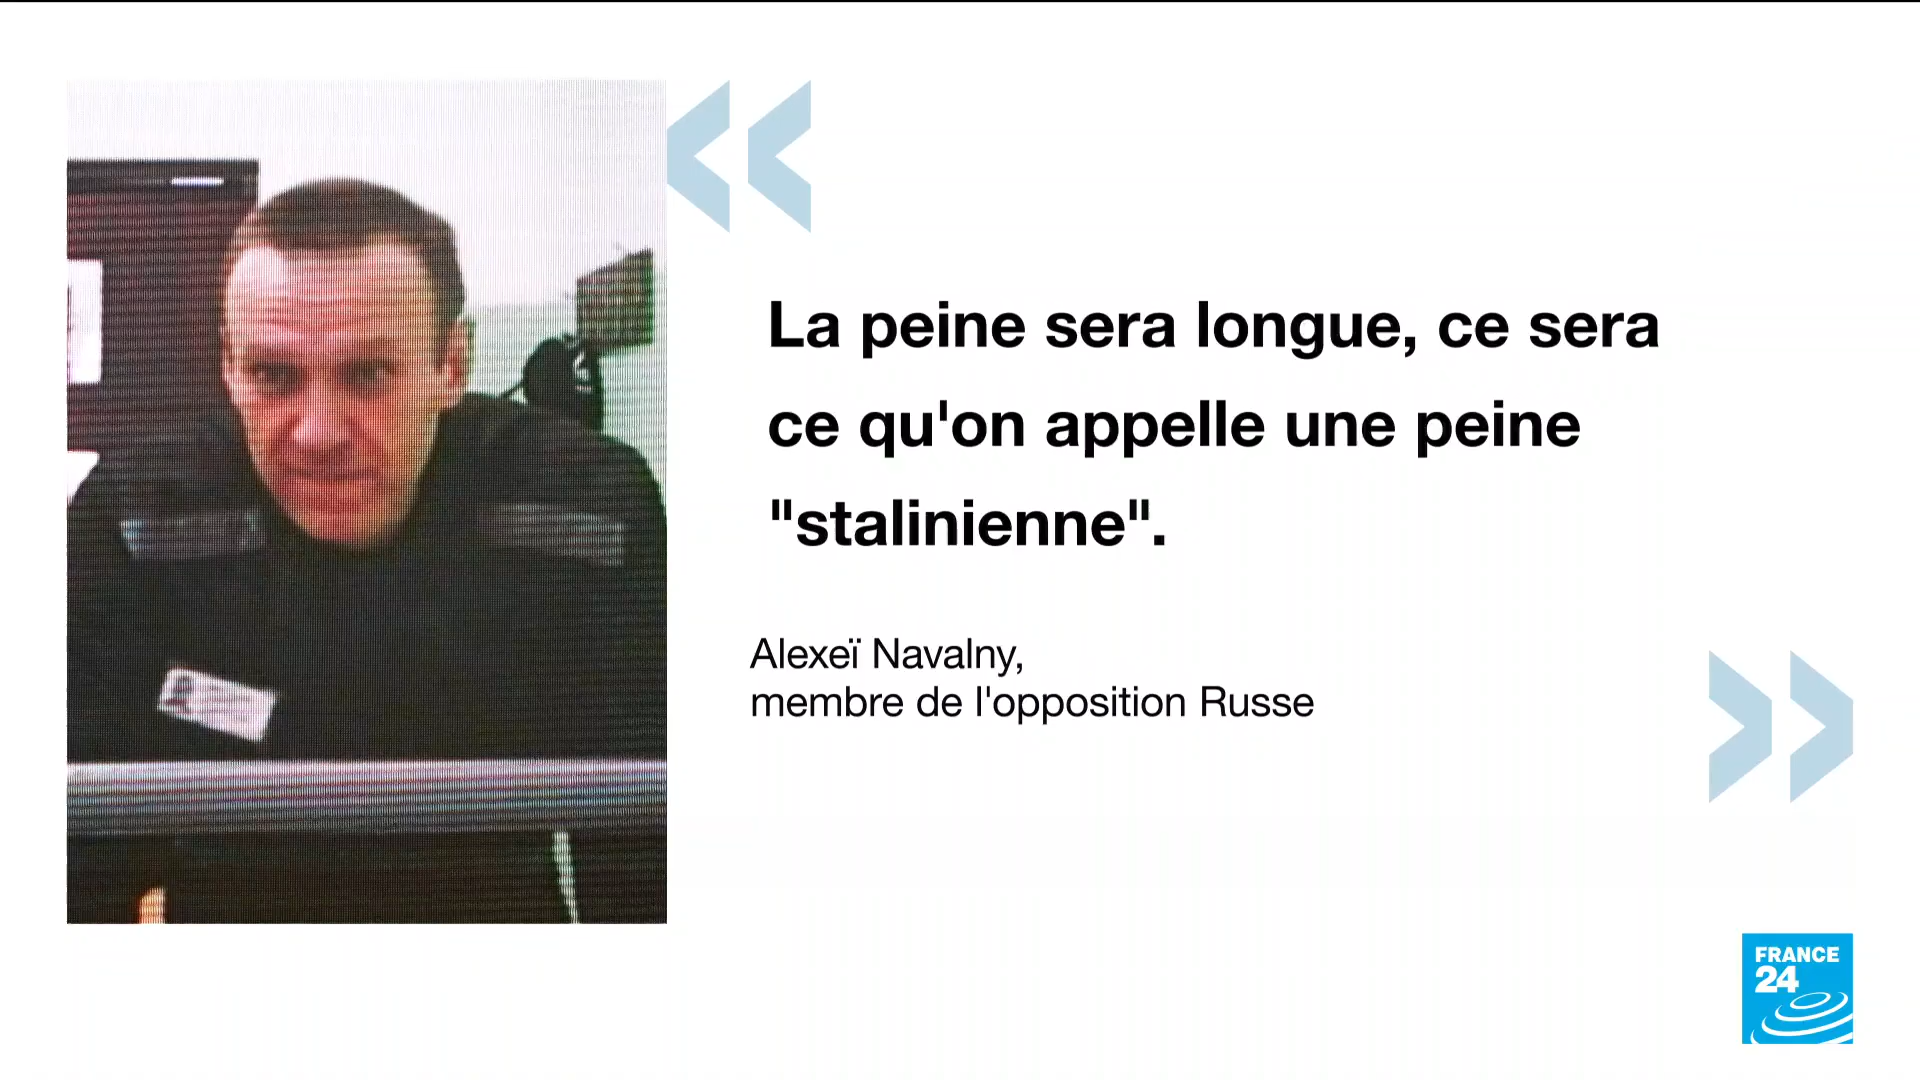 La peine sera longue, ce sera
ce qu'on appelle une peine
"stalinienne".
Alexeï Navalny,
membre de l'opposition Russe
FRANCE
24